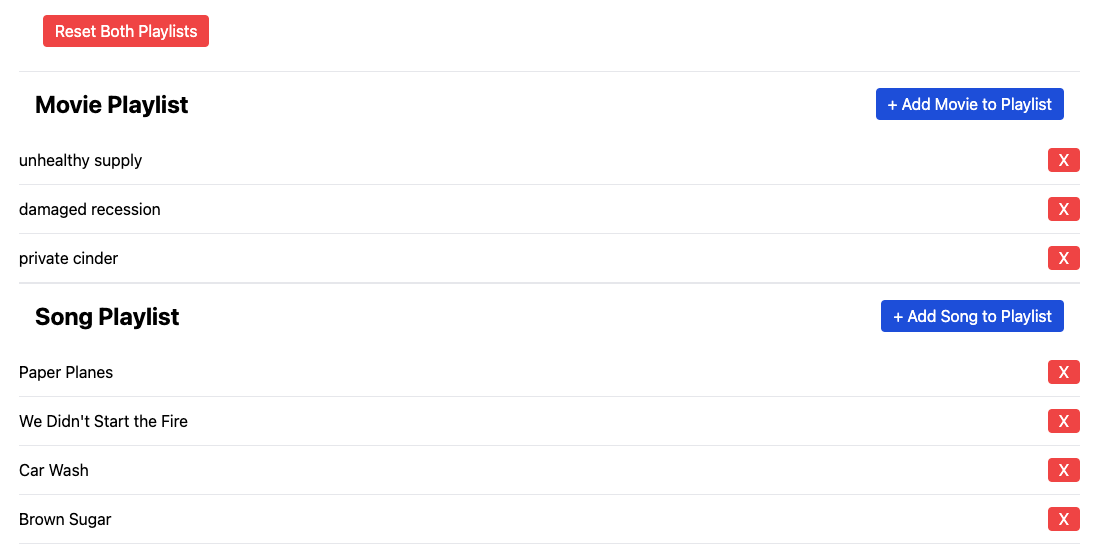 Reset Both Playlists
Movie Playlist
+ Add Movie to Playlist
unhealthy supply
X
damaged recession
X
private cinder
X
Song Playlist
+ Add Song to Playlist
Paper Planes
X
We Didn't Start the Fire
X
Car Wash
X
Brown Sugar
X